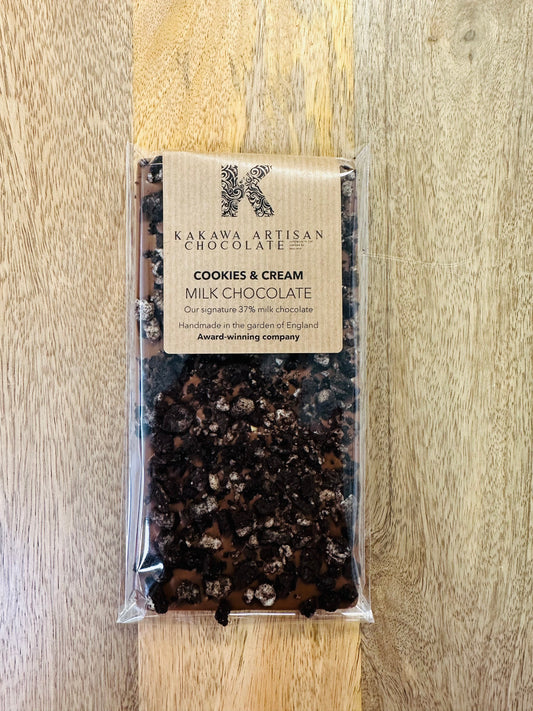 K
KAKAWA ARTISAN
CHOCOLATE
COOKIES & CREAM
MILK CHOCOLATE
Our signature 37% milk chocolate
Handmade in the garden of England
Award-winning company